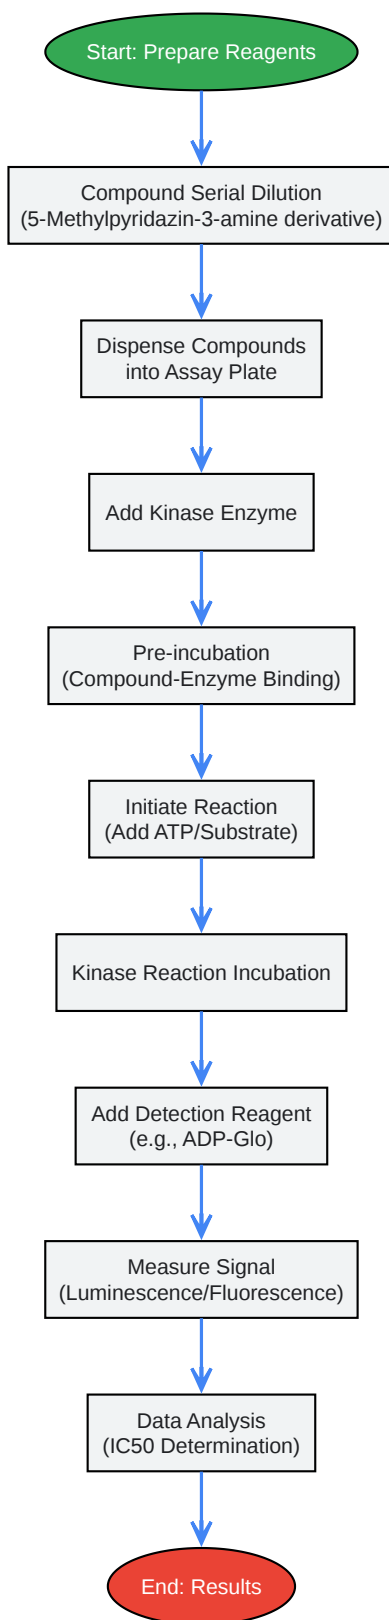 Start: Prepare Reagents
Compound Serial Dilution
(5-Methylpyridazin-3-amine derivative)
Dispense Compounds
into Assay Plate
Add Kinase Enzyme
Pre-incubation
(Compound-Enzyme Binding)
Initiate Reaction
(Add ATP/Substrate)
Kinase Reaction Incubation
Add Detection Reagent
(e.g., ADP-Glo)
Measure Signal
(Luminescence/Fluorescence)
Data Analysis
(IC50 Determination)
End: Results